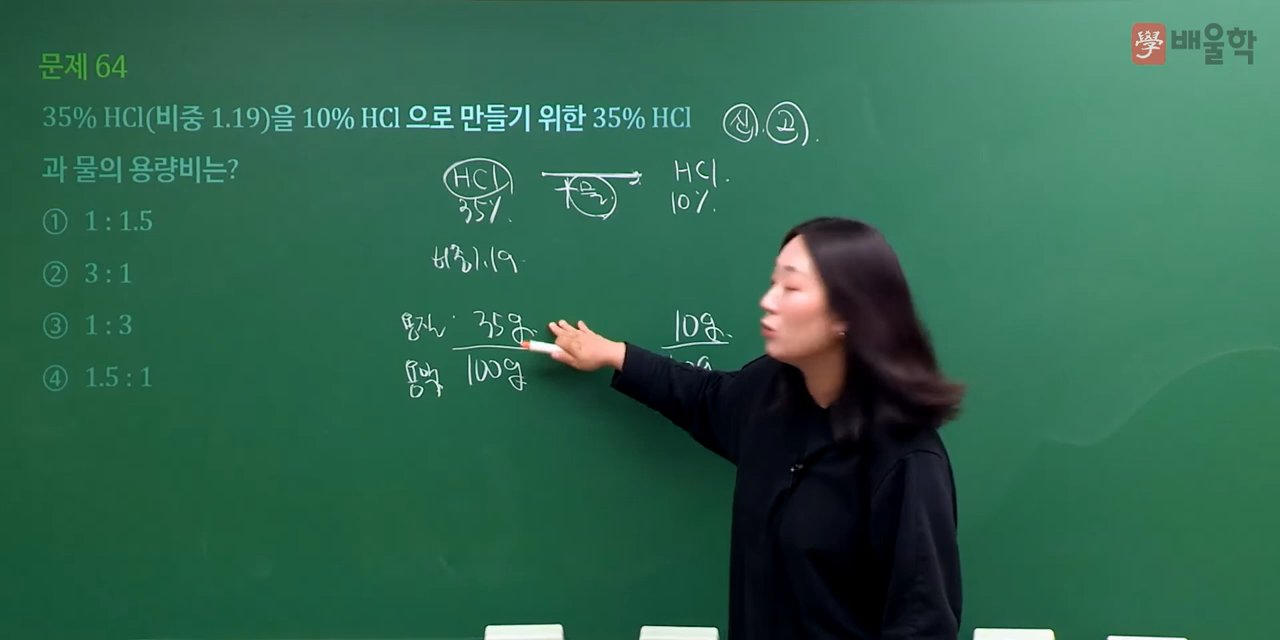 學 배울학
문제 64
35% HCl(비중 1.19)을 10% HCl 으로 만들기 위한 35% HCl
과 물의 용량비는?
① 1 : 1.5
② 3 : 1
③ 1 : 3
④ 1.5 : 1
신. 고.
HCl
35%.
+물
HCl.
10%.
비중 1.19.
용질. 35g.
용액 100g
10g.